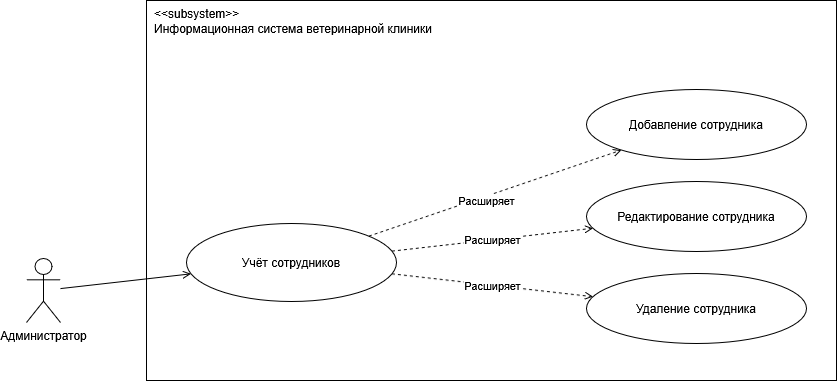 <<subsystem>>
Информационная система ветеринарной клиники
Добавление сотрудника
Расширяет
Редактирование сотрудника
Расширяет
Учёт сотрудников
Расширяет
Удаление сотрудника
Администратор